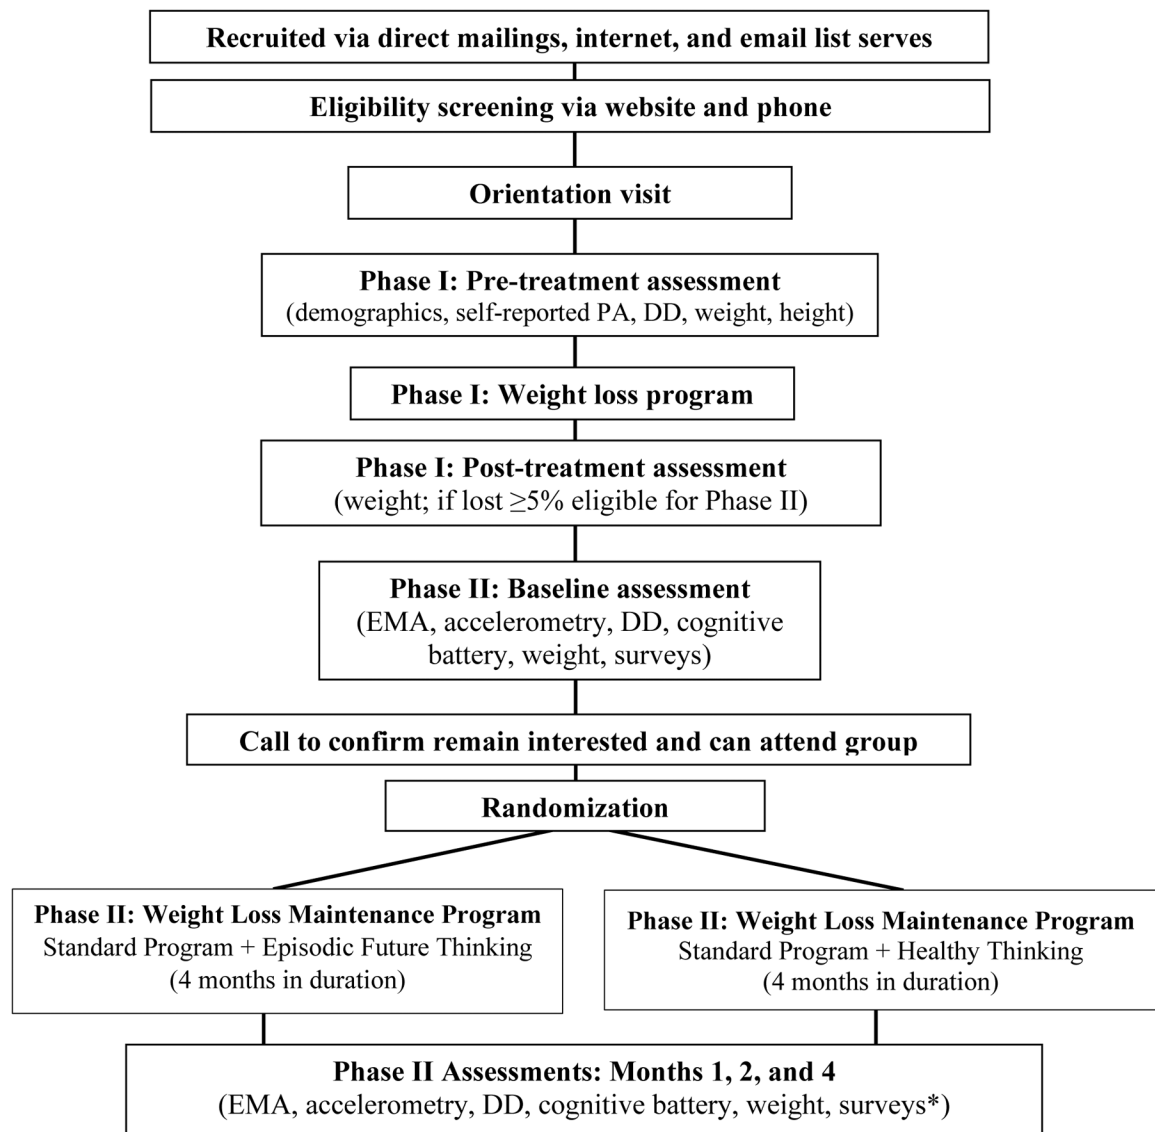 Recruited via direct mailings, internet, and email list serves
Eligibility screening via website and phone
Orientation visit
Phase I: Pre-treatment assessment
(demographics, self-reported PA, DD, weight, height)
Phase I: Weight loss program
Phase I: Post-treatment assessment
(weight; if lost ≥5% eligible for Phase II)
Phase II: Baseline assessment
(EMA, accelerometry, DD, cognitive
battery, weight, surveys)
Call to confirm remain interested and can attend group
Randomization
Phase II: Weight Loss Maintenance Program
Standard Program + Episodic Future Thinking
(4 months in duration)
Phase II: Weight Loss Maintenance Program
Standard Program + Healthy Thinking
(4 months in duration)
Phase II Assessments: Months 1, 2, and 4
(EMA, accelerometry, DD, cognitive battery, weight, surveys*)